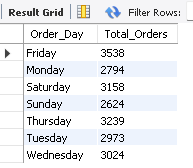 Result Grid Filter Rows:
Order_Day Total_Orders
Friday 3538
Monday 2794
Saturday 3158
Sunday 2624
Thursday 3239
Tuesday 2973
Wednesday 3024